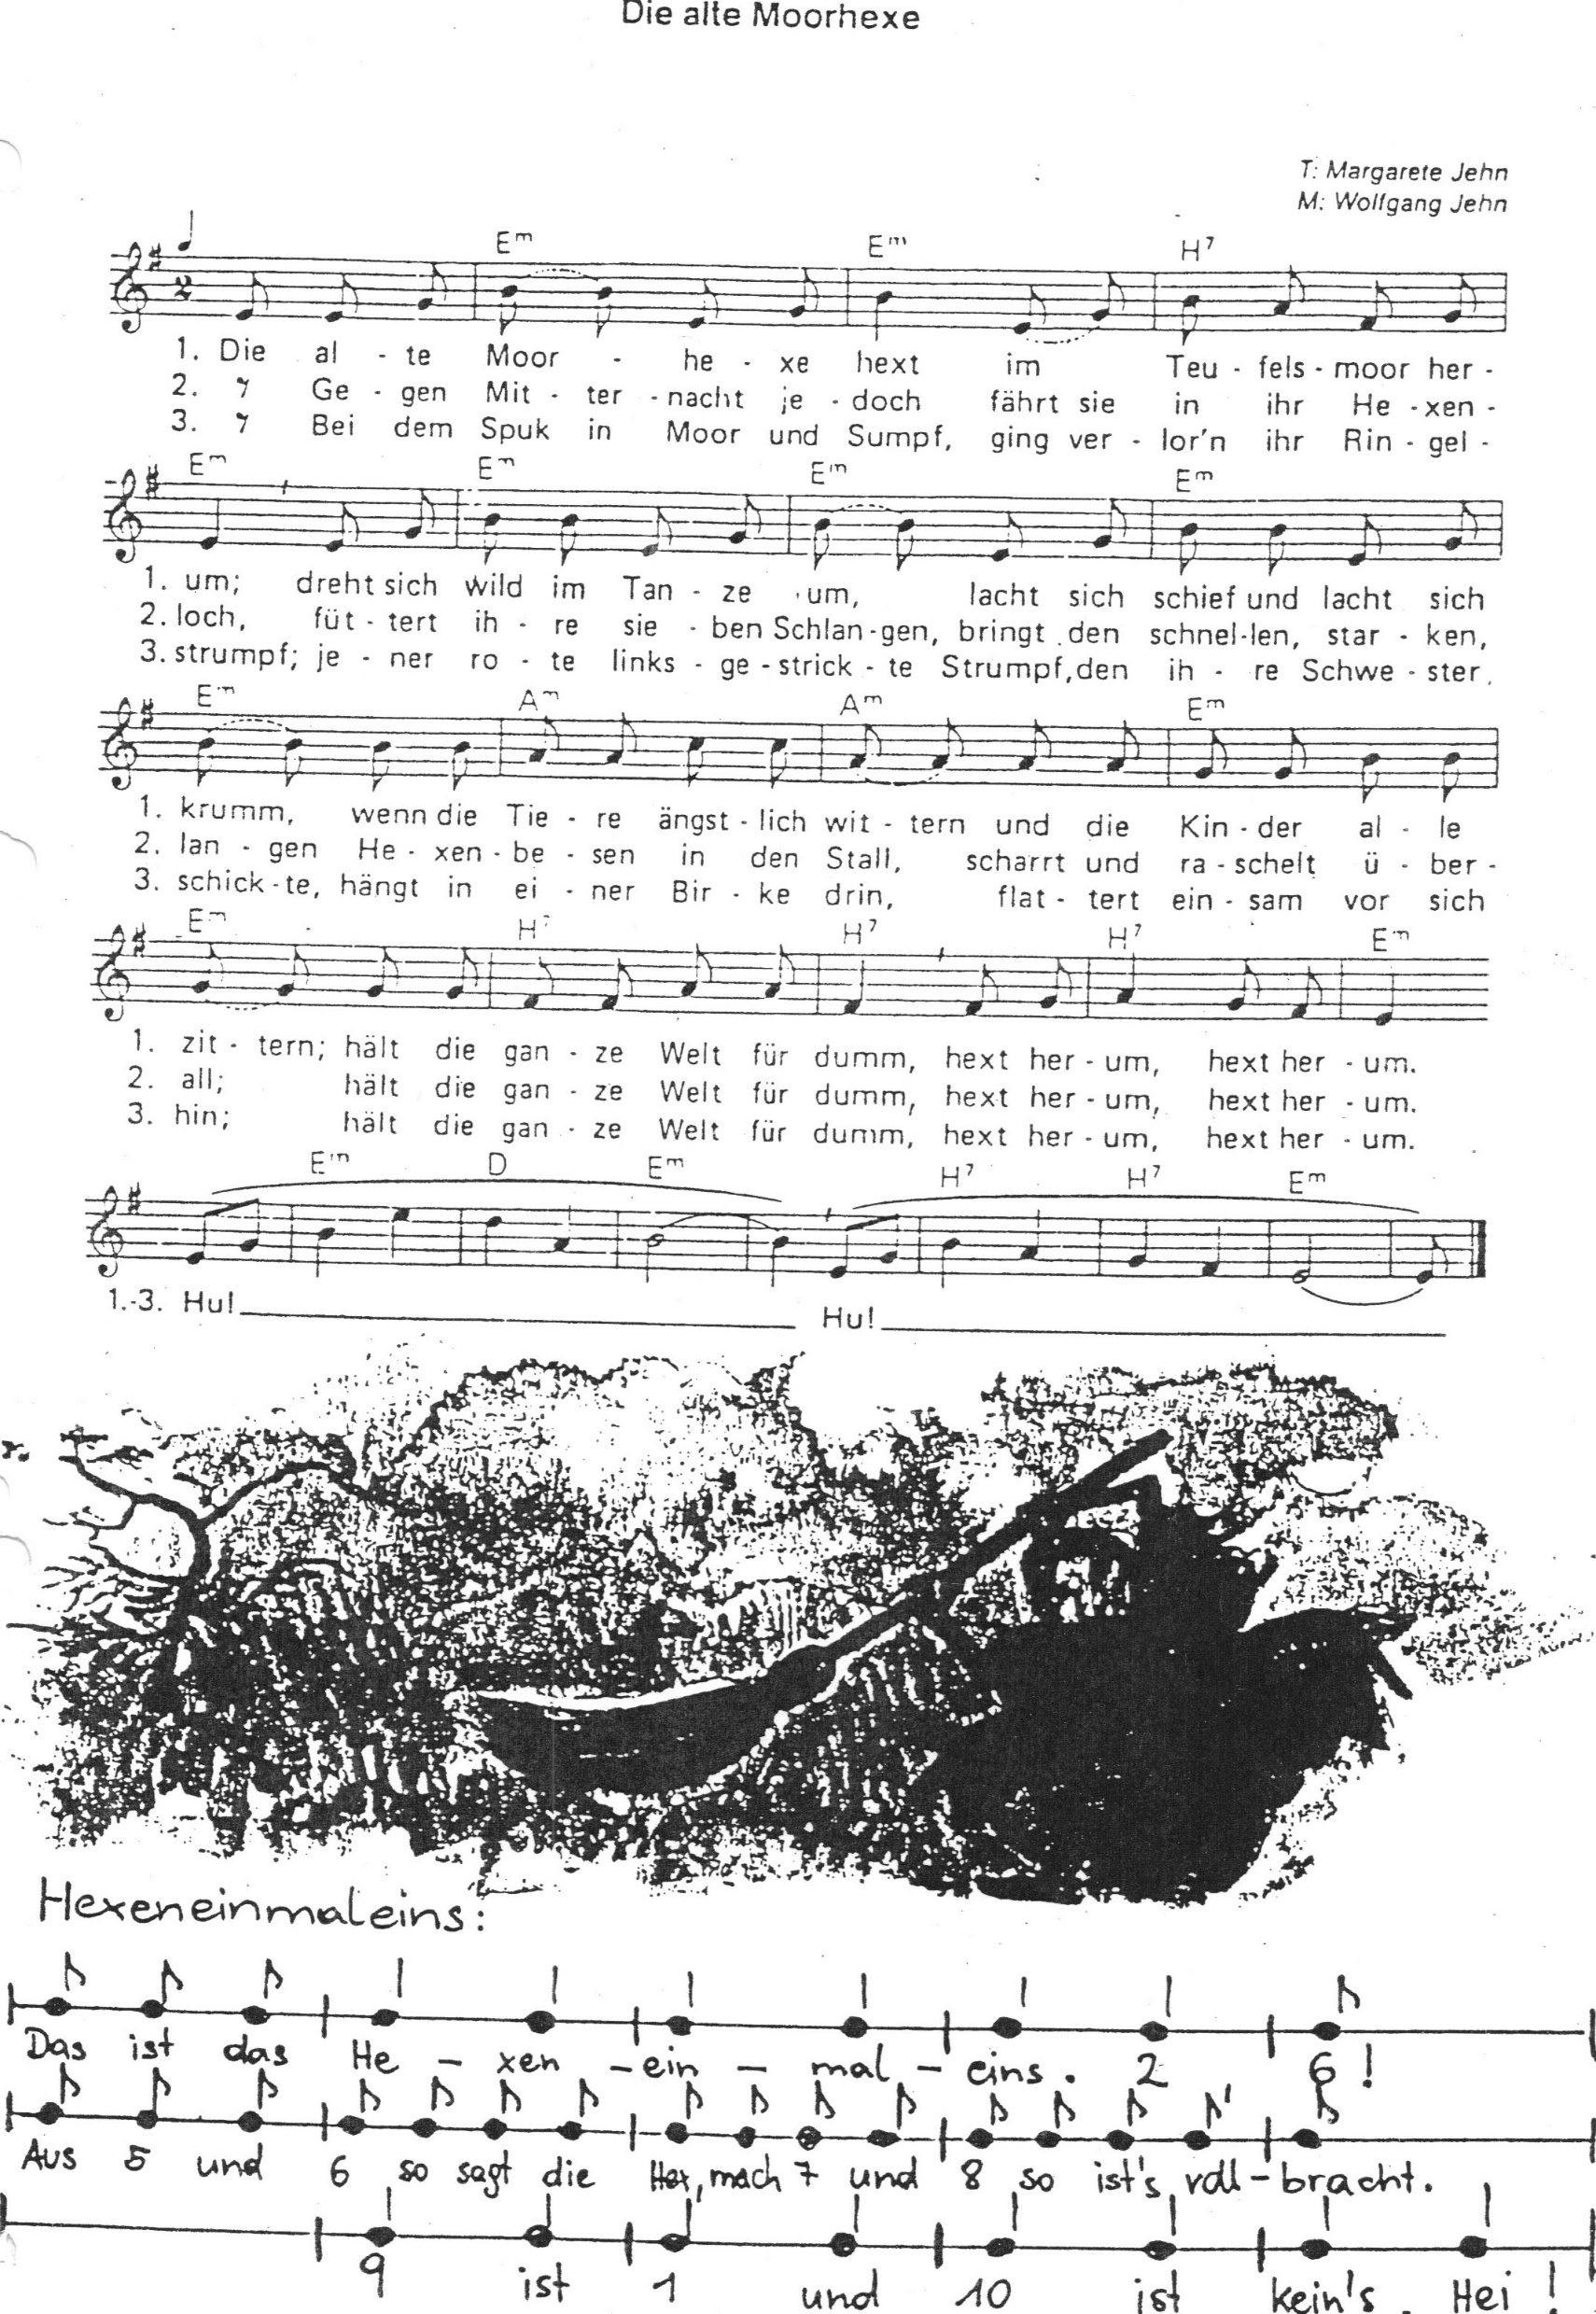 Die alte Moorhexe
T: Margarete Jehn
M: Wolfgang Jehn
Em Em H7
2
1. Die al - te Moor - he - xe hext im Teu - fels - moor her -
2. Ge - gen Mit - ter - nacht je - doch fährt sie in ihr He - xen -
3. Bei dem Spuk in Moor und Sumpf, ging ver - lor'n ihr Rin - gel -
Em Em Em Em
1. um; dreht sich wild im Tan - ze um, lacht sich schief und lacht sich
2. loch, füt - tert ih - re sie - ben Schlan - gen, bringt den schnel - len, star - ken,
3. strumpf; je - ner ro - te links - ge - strick - te Strumpf, den ih - re Schwe - ster
Em Am Am Em
1. krumm, wenn die Tie - re ängst - lich wit - tern und die Kin - der al - le
2. lan - gen He - xen - be - sen in den Stall, scharrt und ra - schelt ü - ber -
3. schick - te, hängt in ei - ner Bir - ke drin, flat - tert ein - sam vor sich
Em H7 H7 H7 Em
1. zit - tern; hält die gan - ze Welt für dumm, hext her - um, hext her - um.
2. all; hält die gan - ze Welt für dumm, hext her - um, hext her - um.
3. hin; hält die gan - ze Welt für dumm, hext her - um, hext her - um.
Em D Em H7 H7 Em
1.-3. Hu! Hu!
Hexeneinmaleins:
Das ist das He - xen - ein - mal - eins. 2 6!
Aus 5 und 6 so sagt die Hex, mach 7 und 8 so ist's voll - bracht.
9 ist 1 und 10 ist kein's. Hei!